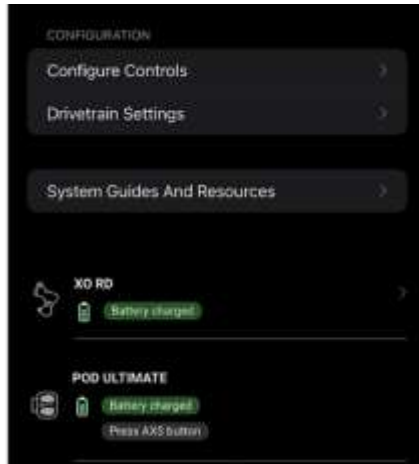 CONFIGURATION
Configure Controls
Drivetrain Settings
System Guides And Resources
XO RD
Battery charged
POD ULTIMATE
Battery charged
Press AXS button